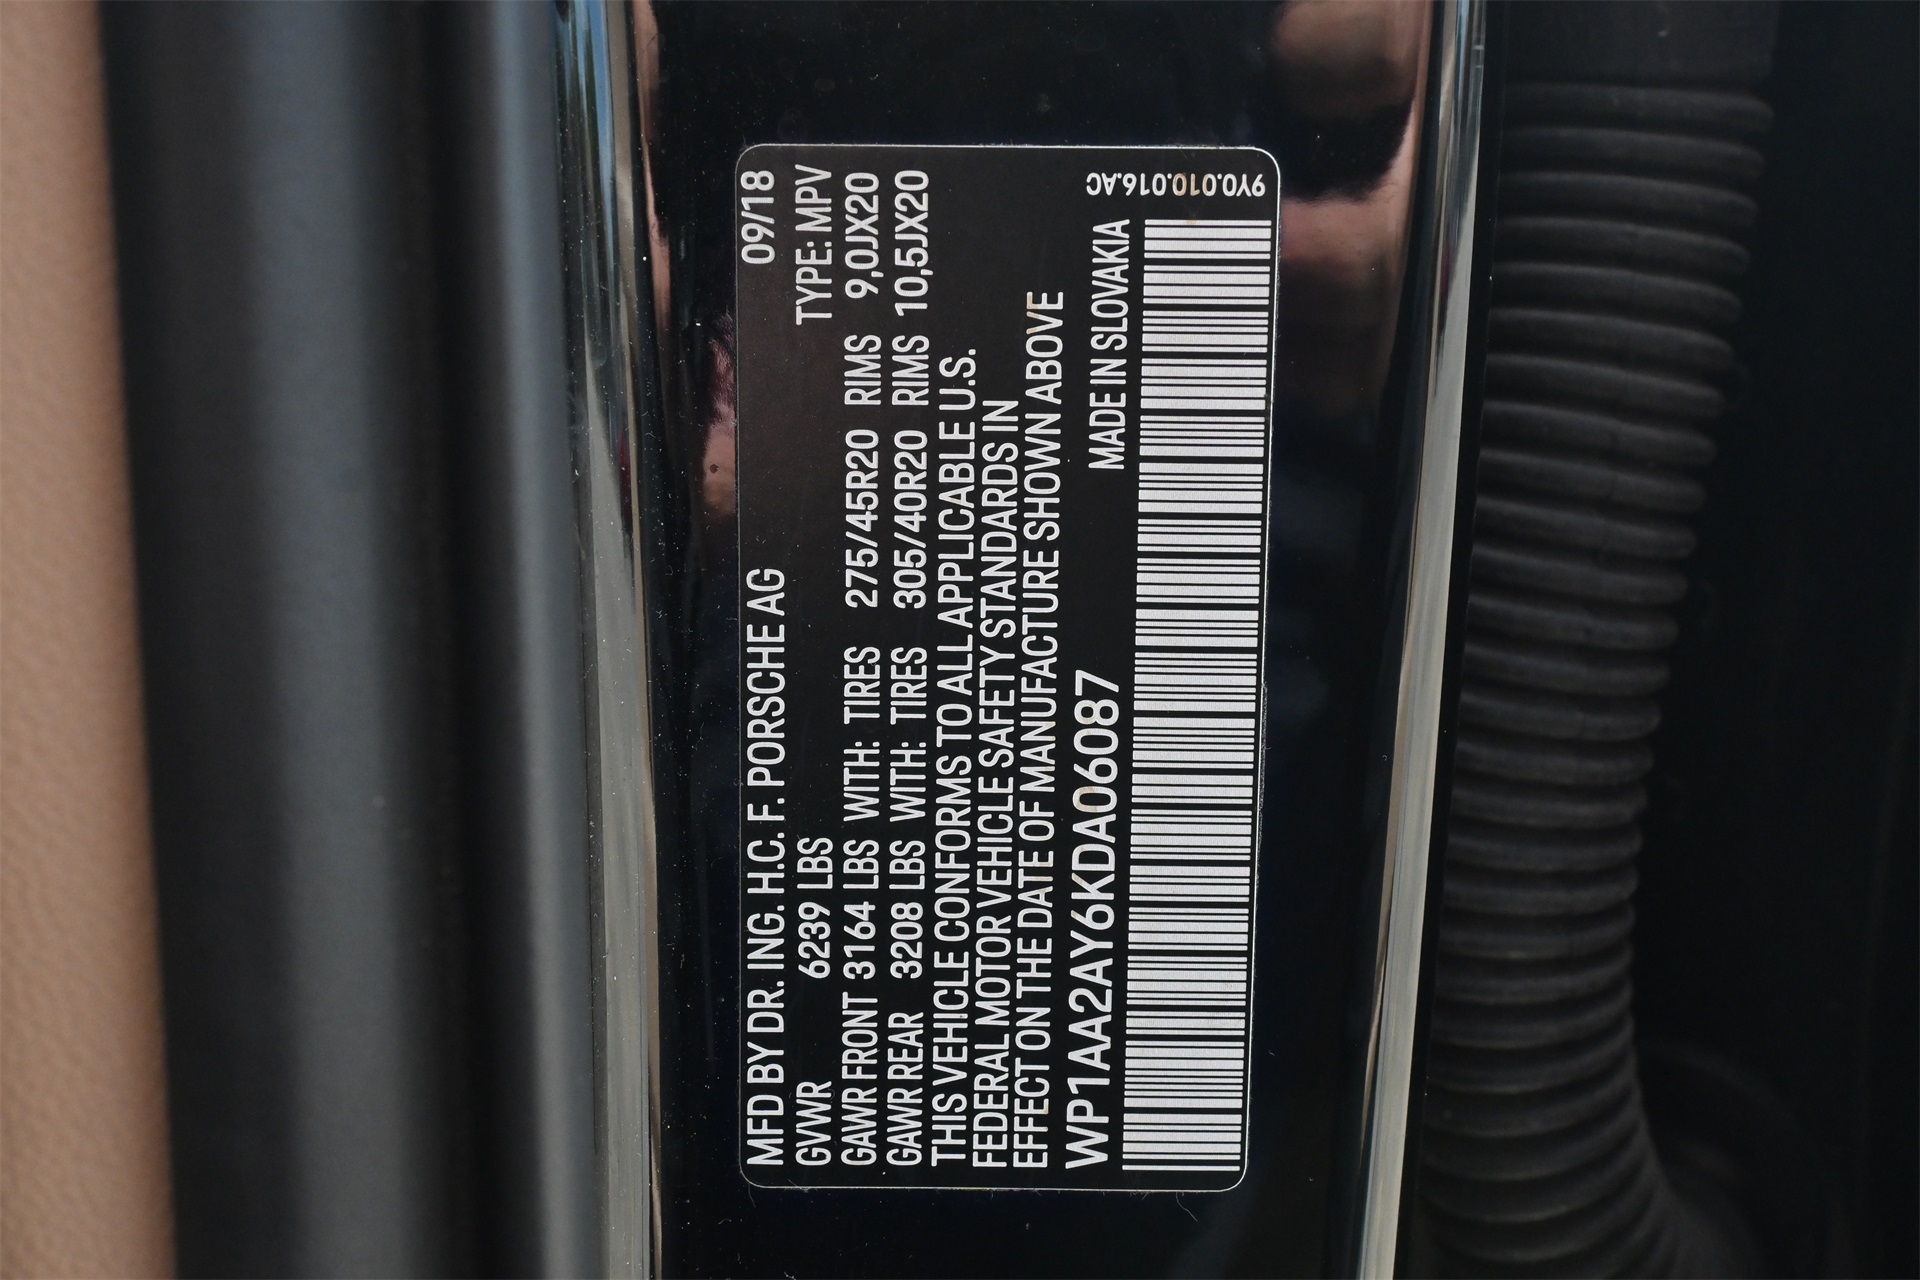 MFD BY DR. ING. H.C. F. PORSCHE AG 09/18
GVWR 6239 LBS TYPE: MPV
GAWR FRONT 3164 LBS WITH: TIRES 275/45R20 RIMS 9,0JX20
GAWR REAR 3208 LBS WITH: TIRES 305/40R20 RIMS 10,5JX20
THIS VEHICLE CONFORMS TO ALL APPLICABLE U.S.
FEDERAL MOTOR VEHICLE SAFETY STANDARDS IN
EFFECT ON THE DATE OF MANUFACTURE SHOWN ABOVE
WP1AA2AY6KDA06087 MADE IN SLOVAKIA
9Y0.010.016.AC